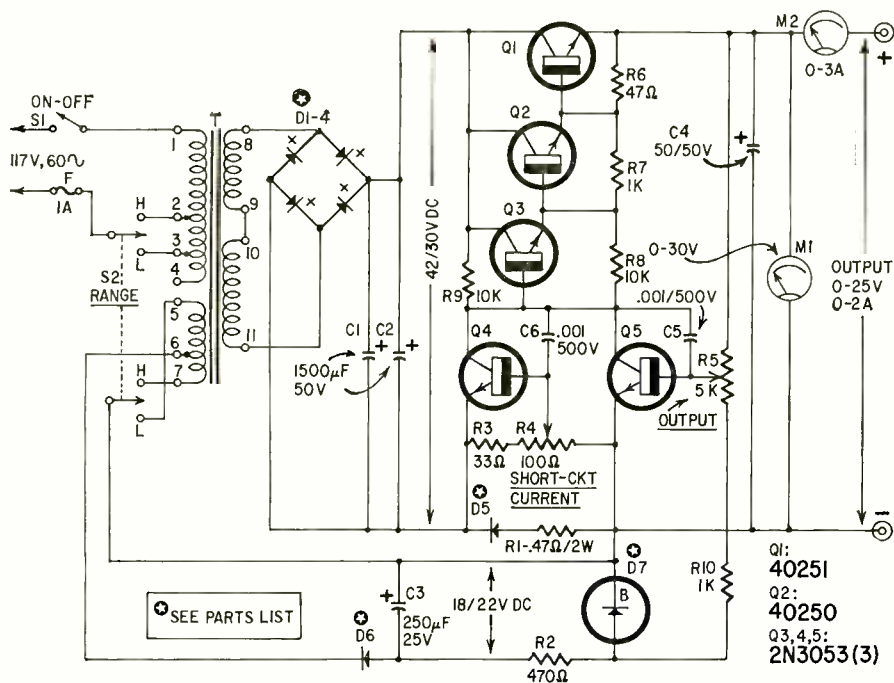 M2
0-3A
+
Q1
R6
47Ω
ON-OFF
S1
117V, 60∿
F
1A
T
✪
D1-4
1
8
2
9
3
10
4
5
6
7
11
H
L
S2
RANGE
H
L
×
×
×
×
42/30V DC
Q2
R7
1K
C4
50/50V
+
Q3
R8
10K
R9
10K
0-30V
M1
OUTPUT
0-25V
0-2A
.001/500V
C1
C2
+
+
1500µF
50V
Q4
C6
.001
500V
Q5
C5
R5
5K
OUTPUT
R3
33Ω
R4
100Ω
SHORT-CKT
CURRENT
✪
D5
R1-.47Ω/2W
−
✪
D7
B
R10
1K
Q1:
40251
Q2:
40250
Q3,4,5:
2N3053(3)
✪ SEE PARTS LIST
+
C3
250µF
25V
18/22V DC
✪
D6
R2
470Ω